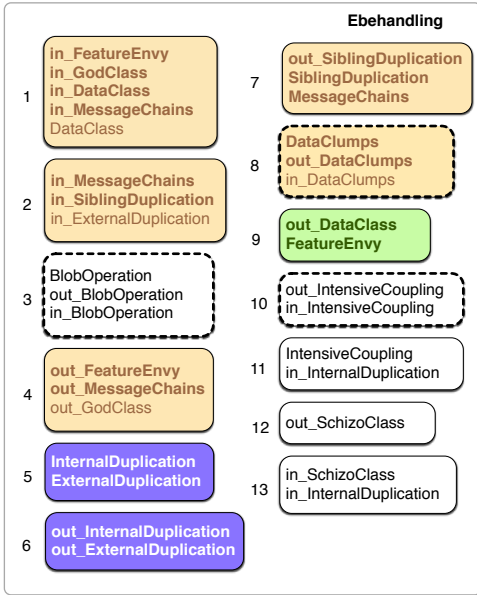 Ebehandling
1
in_FeatureEnvy
in_GodClass
in_DataClass
in_MessageChains
DataClass
2
in_MessageChains
in_SiblingDuplication
in_ExternalDuplication
3
BlobOperation
out_BlobOperation
in_BlobOperation
4
out_FeatureEnvy
out_MessageChains
out_GodClass
5
InternalDuplication
ExternalDuplication
6
out_InternalDuplication
out_ExternalDuplication
7
out_SiblingDuplication
SiblingDuplication
MessageChains
8
DataClumps
out_DataClumps
in_DataClumps
9
out_DataClass
FeatureEnvy
10
out_IntensiveCoupling
in_IntensiveCoupling
11
IntensiveCoupling
in_InternalDuplication
12
out_SchizoClass
13
in_SchizoClass
in_InternalDuplication